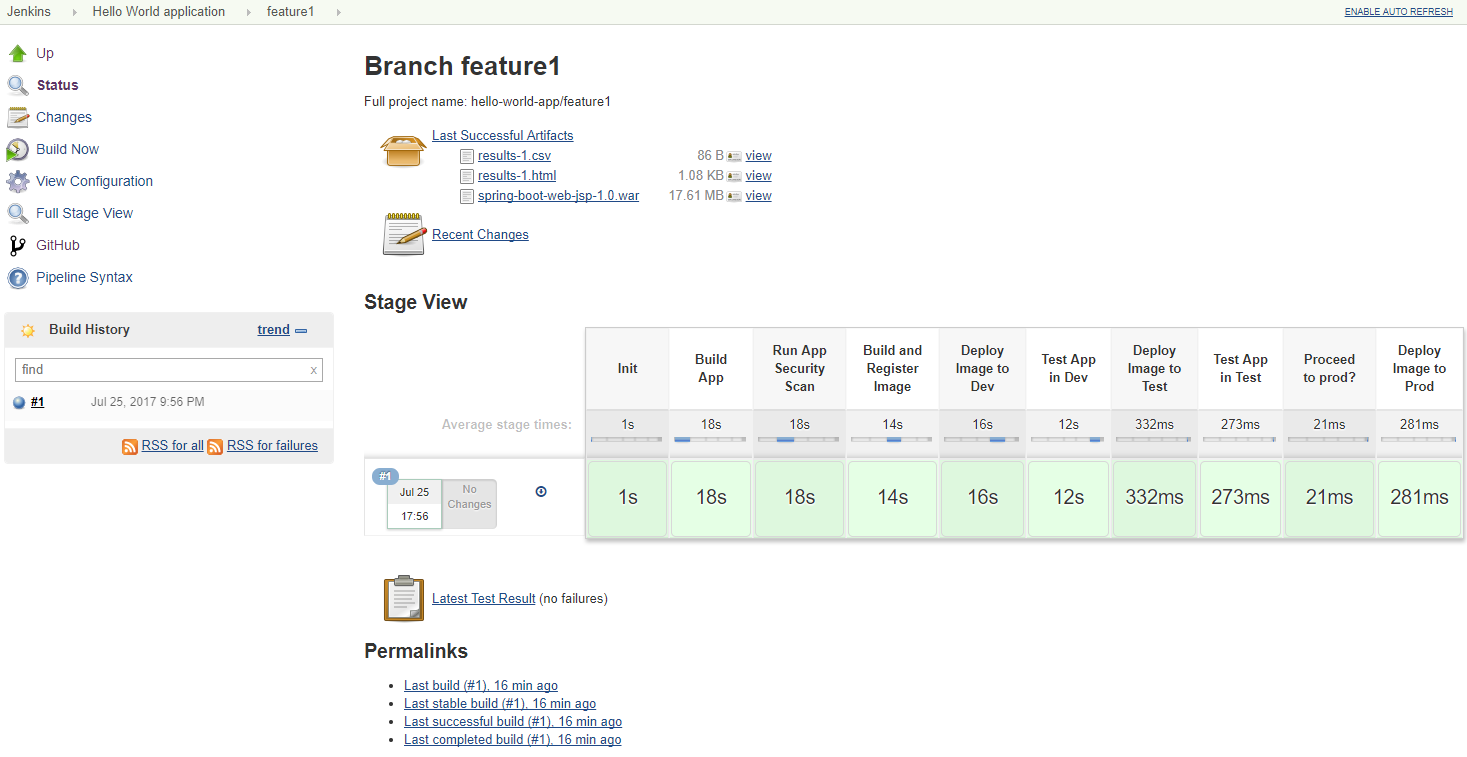 Jenkins Hello World application feature1 ENABLE AUTO REFRESH
Up
Status
Changes
Build Now
View Configuration
Full Stage View
GitHub
Pipeline Syntax
Build History trend
find x
#1 Jul 25, 2017 9:56 PM
RSS for all RSS for failures
Branch feature1
Full project name: hello-world-app/feature1
Last Successful Artifacts
results-1.csv 86 B view
results-1.html 1.08 KB view
spring-boot-web-jsp-1.0.war 17.61 MB view
Recent Changes
Stage View
Init
Build
App
Run App
Security
Scan
Build and
Register
Image
Deploy
Image to
Dev
Test App
in Dev
Deploy
Image to
Test
Test App
in Test
Proceed
to prod?
Deploy
Image to
Prod
Average stage times: 1s 18s 18s 14s 16s 12s 332ms 273ms 21ms 281ms
#1
Jul 25
17:56
No
Changes
1s 18s 18s 14s 16s 12s 332ms 273ms 21ms 281ms
Latest Test Result (no failures)
Permalinks
Last build (#1), 16 min ago
Last stable build (#1), 16 min ago
Last successful build (#1), 16 min ago
Last completed build (#1), 16 min ago